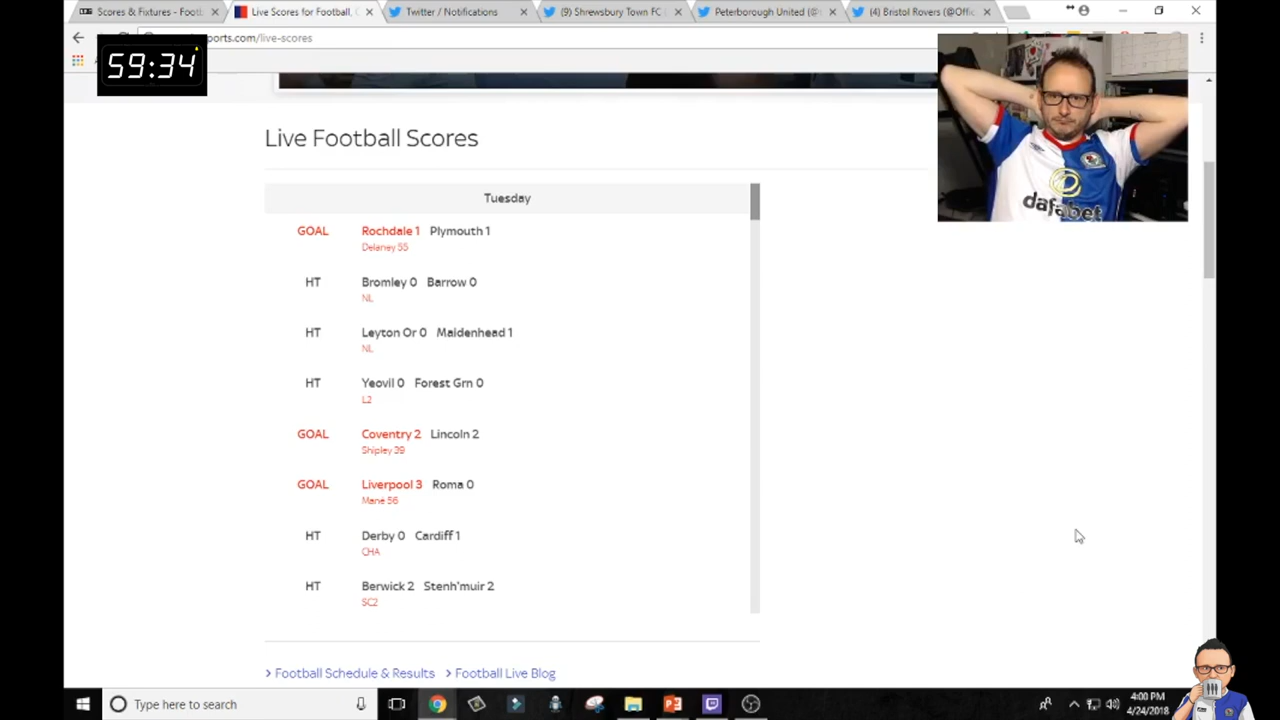 Scores & Fixtures - Foot
Live Scores for Football,
Twitter / Notifications
(9) Shrewsbury Town FC
Peterborough United
(4) Bristol Rovers (@Offi
ports.com/live-scores
59:34
Live Football Scores
dafabet
Tuesday
GOAL Rochdale 1 Plymouth 1
Delaney 55
HT Bromley 0 Barrow 0
NL
HT Leyton Or 0 Maidenhead 1
NL
HT Yeovil 0 Forest Grn 0
L2
GOAL Coventry 2 Lincoln 2
Shipley 39
GOAL Liverpool 3 Roma 0
Mane 56
HT Derby 0 Cardiff 1
CHA
HT Berwick 2 Stenh'muir 2
SC2
> Football Schedule & Results > Football Live Blog
Type here to search
4:00 PM
4/24/2018